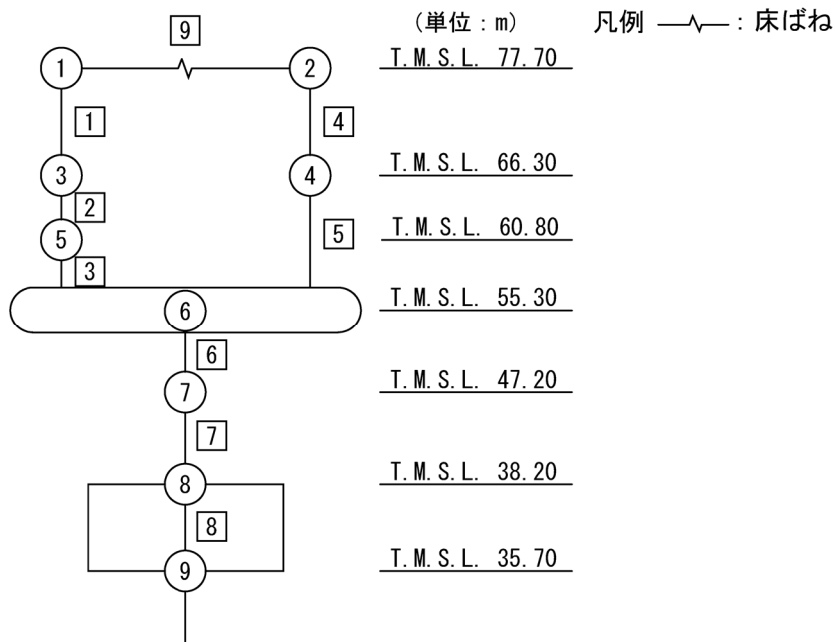 (単位：m) 凡例 : 床ばね
9
1 2 T.M.S.L. 77.70
1 4
3 4 T.M.S.L. 66.30
2
5 5 T.M.S.L. 60.80
3
6 T.M.S.L. 55.30
6
7 T.M.S.L. 47.20
7
8 T.M.S.L. 38.20
8
9 T.M.S.L. 35.70